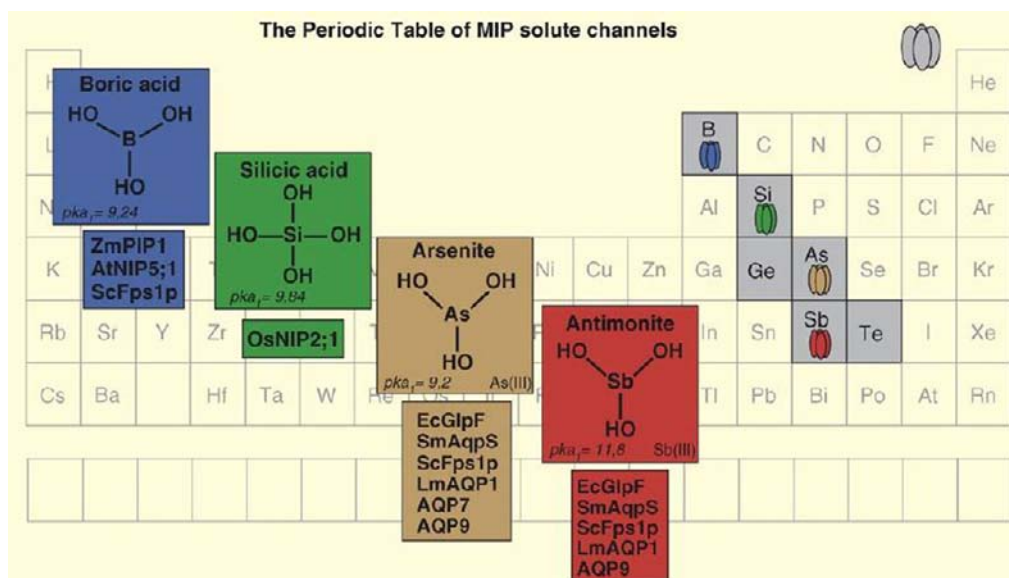 The Periodic Table of MIP solute channels
Boric acid
HO OH
B
HO
pka₁= 9,24
ZmPIP1
AtNIP5;1
ScFps1p
Silicic acid
OH
HO Si OH
OH
pka₁= 9,84
OsNIP2;1
Arsenite
HO OH
As
HO
pka₁= 9,2 As(III)
EcGlpF
SmAqpS
ScFps1p
LmAQP1
AQP7
AQP9
Antimonite
HO OH
Sb
HO
pka₁= 11,8 Sb(III)
EcGlpF
SmAqpS
ScFps1p
LmAQP1
AQP9
He
B C N O F Ne
Al Si P S Cl Ar
K Ni Cu Zn Ga Ge As Se Br Kr
Rb Sr Y Zr In Sn Sb Te I Xe
Cs Ba Hf Ta W Re Os Tl Pb Bi Po At Rn